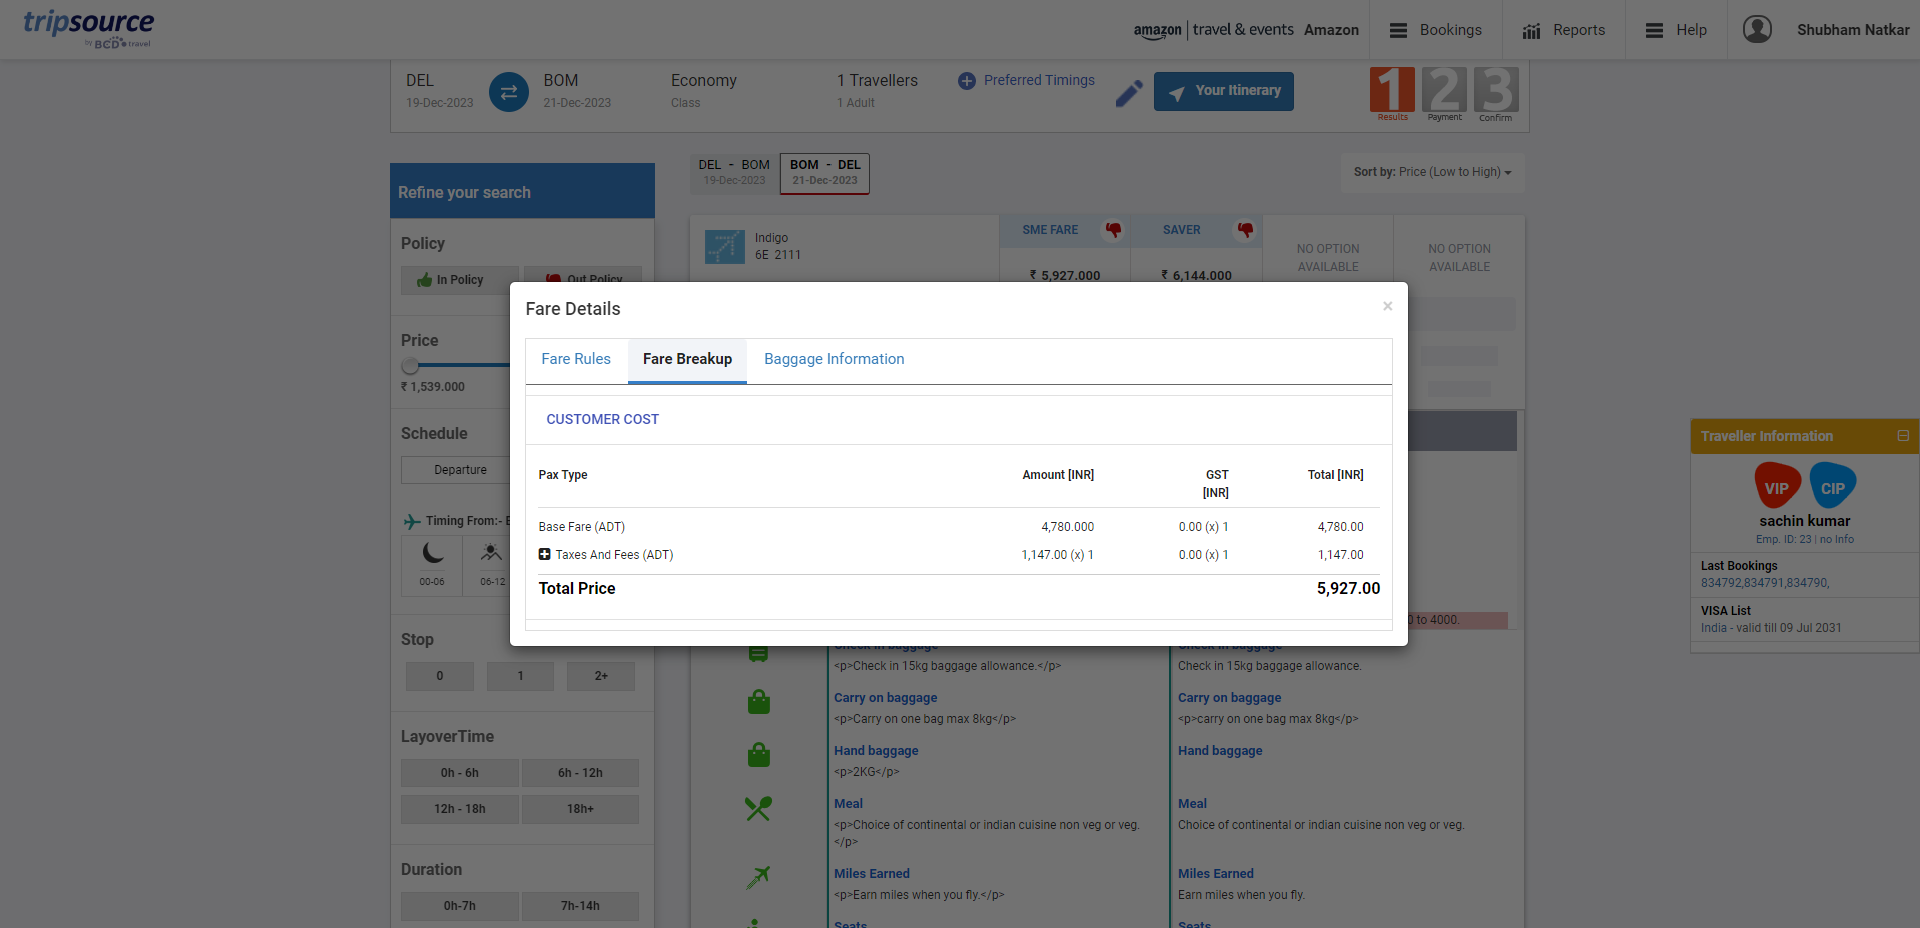 tripsource
by BCD travel
amazon | travel & events Amazon
Bookings
Reports
Help
Shubham Natkar
DEL
19-Dec-2023
BOM
21-Dec-2023
Economy
Class
1 Travellers
1 Adult
Preferred Timings
Your Itinerary
1 2 3
Results Payment Confirm
DEL - BOM
19-Dec-2023
BOM - DEL
21-Dec-2023
Sort by: Price (Low to High)
Refine your search
Policy
In Policy
Out Policy
Price
₹ 1,539.000
Schedule
Departure
Timing From:-
00-06
06-12
Stop
0
1
2+
LayoverTime
0h - 6h
6h - 12h
12h - 18h
18h+
Duration
0h-7h
7h-14h
Indigo
6E 2111
SME FARE
SAVER
₹ 5,927.000
₹ 6,144.000
NO OPTION
AVAILABLE
NO OPTION
AVAILABLE
Fare Details
×
Fare Rules
Fare Breakup
Baggage Information
CUSTOMER COST
Pax Type
Amount [INR]
GST
[INR]
Total [INR]
Base Fare (ADT)
4,780.000
0.00 (x) 1
4,780.00
Taxes And Fees (ADT)
1,147.00 (x) 1
0.00 (x) 1
1,147.00
Total Price
5,927.00
0 to 4000.
Check in baggage
<p>Check in 15kg baggage allowance.</p>
Carry on baggage
<p>Carry on one bag max 8kg</p>
Hand baggage
<p>2KG</p>
Meal
<p>Choice of continental or indian cuisine non veg or veg.
</p>
Miles Earned
<p>Earn miles when you fly.</p>
Seats
Check in baggage
Check in 15kg baggage allowance.
Carry on baggage
<p>carry on one bag max 8kg</p>
Hand baggage
Meal
Choice of continental or indian cuisine non veg or veg.
Miles Earned
Earn miles when you fly.
Seats
Traveller Information
VIP
CIP
sachin kumar
Emp. ID: 23 | no Info
Last Bookings
834792,834791,834790,
VISA List
India - valid till 09 Jul 2031